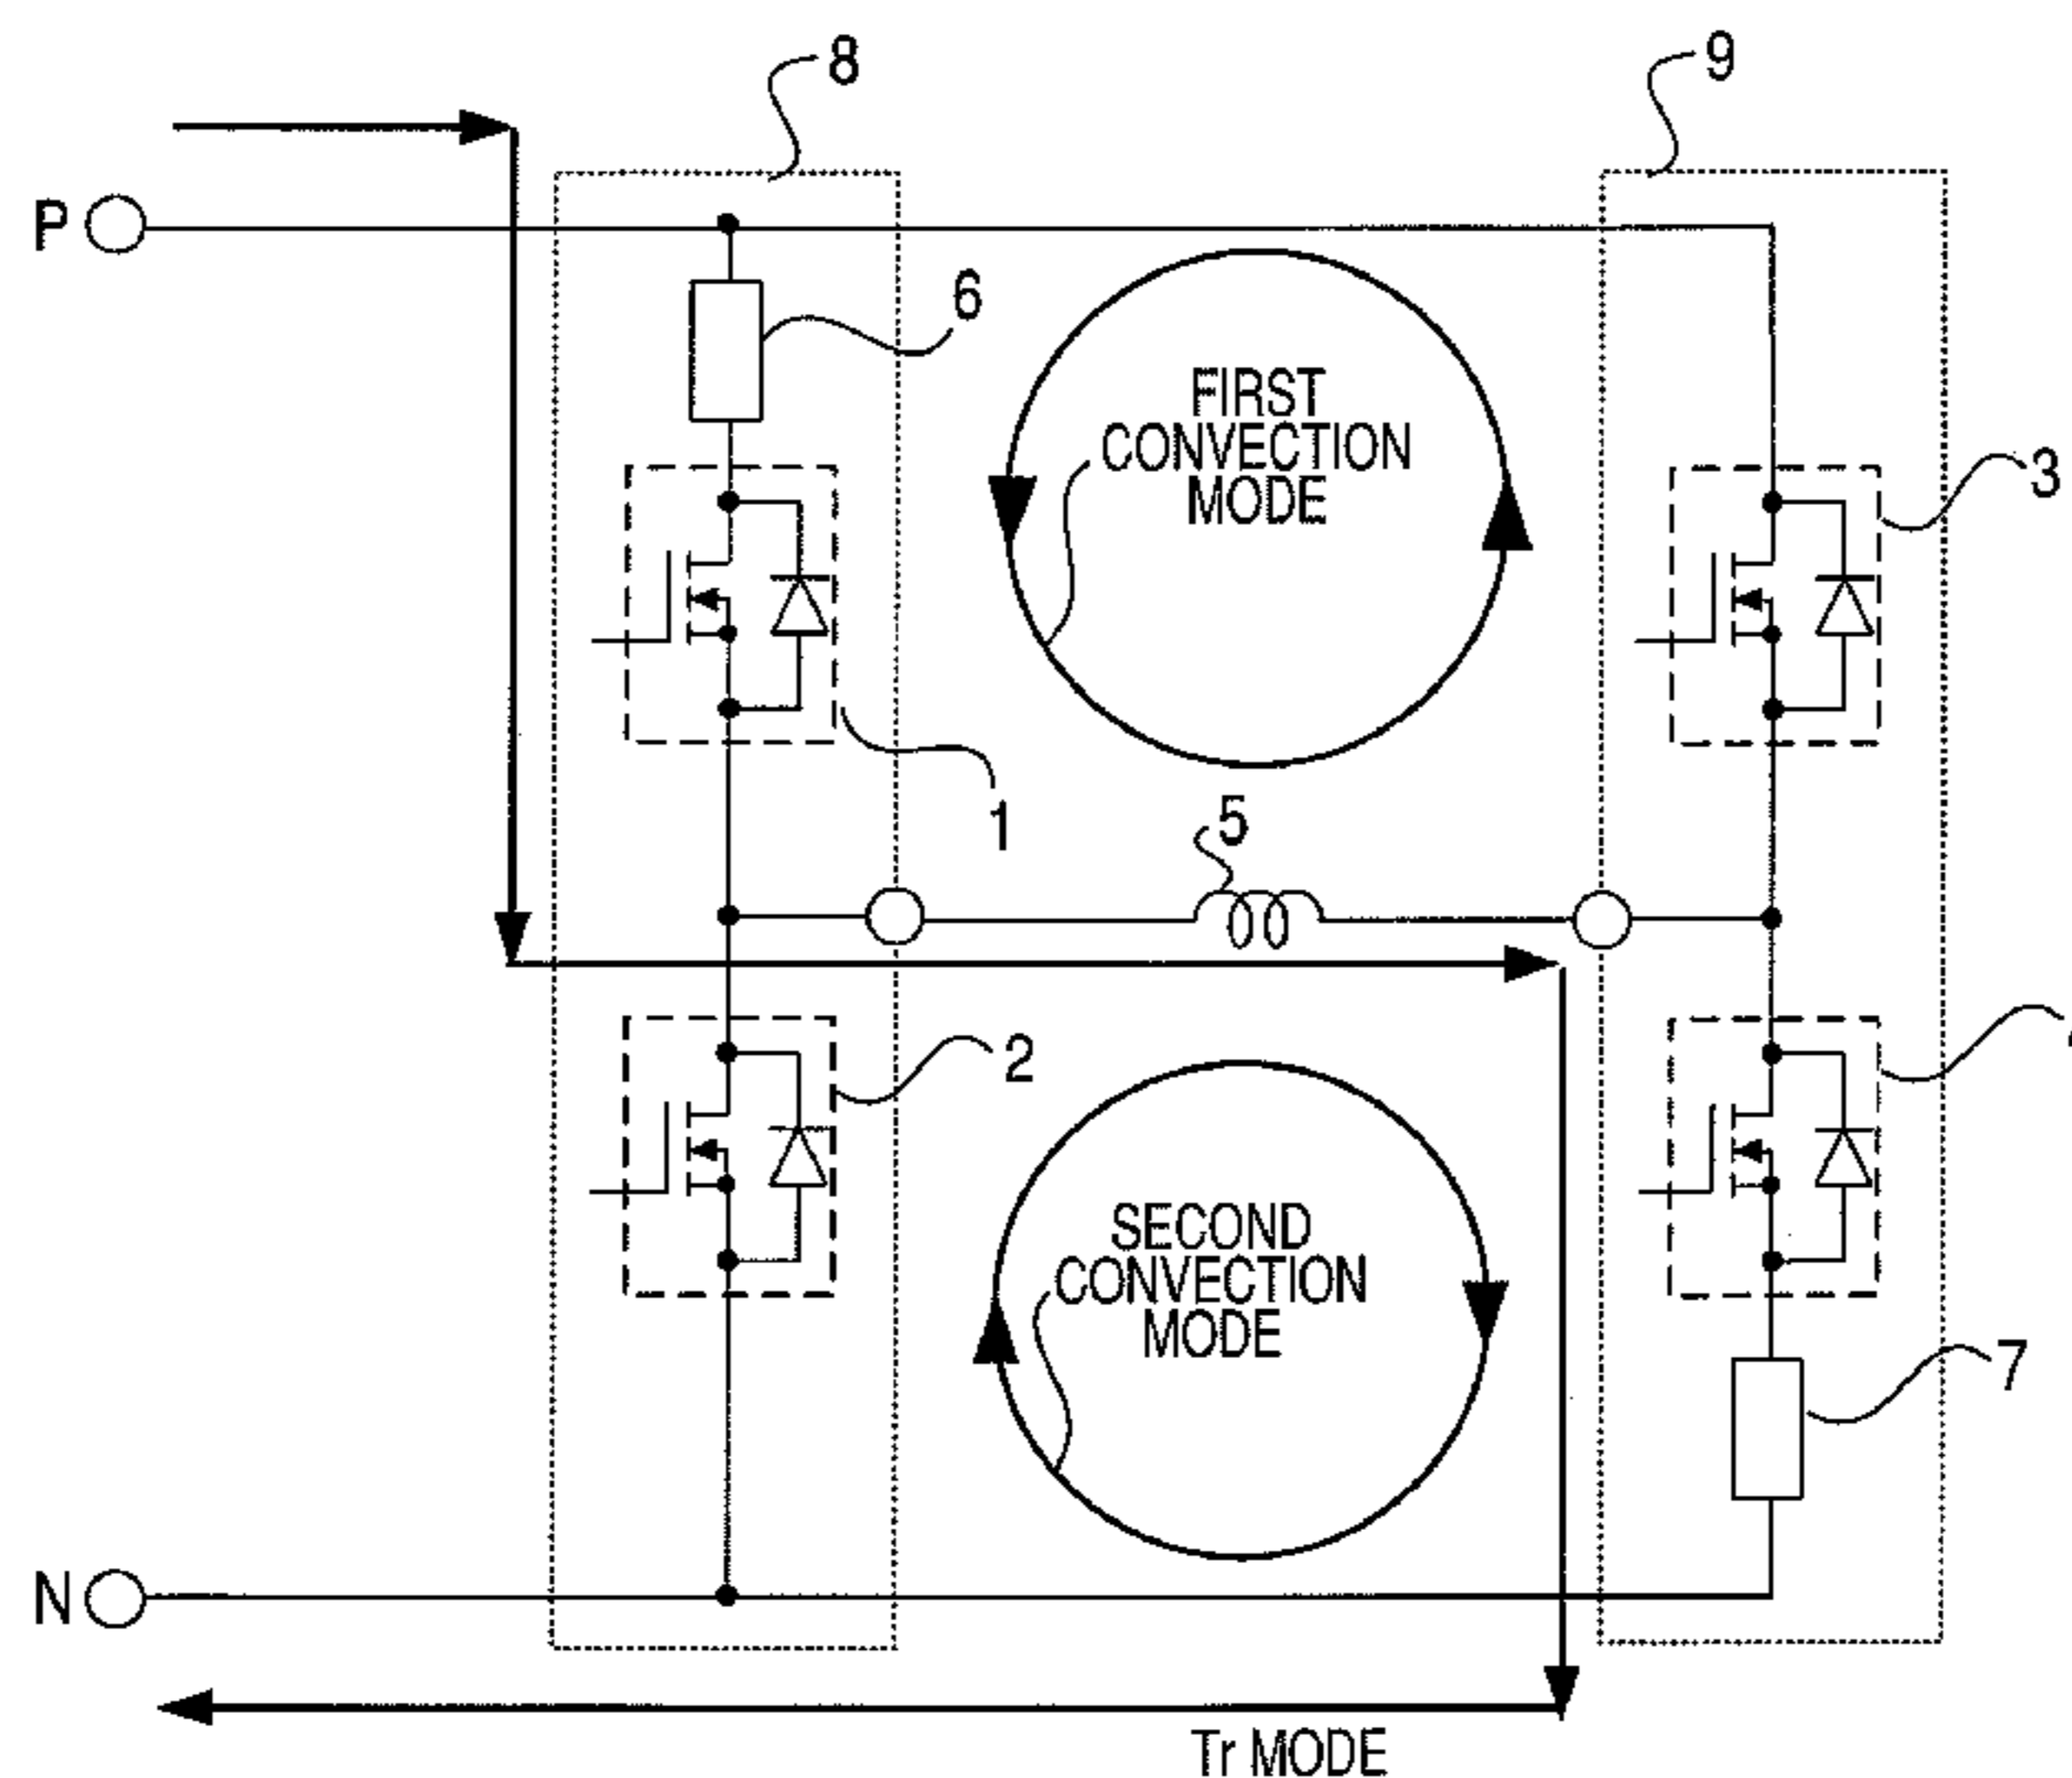 8
9
P
6
FIRST
CONVECTION
MODE
3
1
5
2
SECOND
CONVECTION
MODE
7
N
Tr MODE